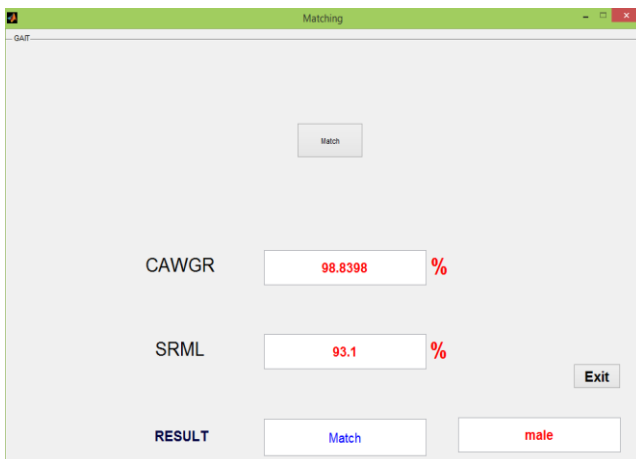 Matching
GAIT
Match
CAWGR 98.8398 %
SRML 93.1 %
Exit
RESULT Match male